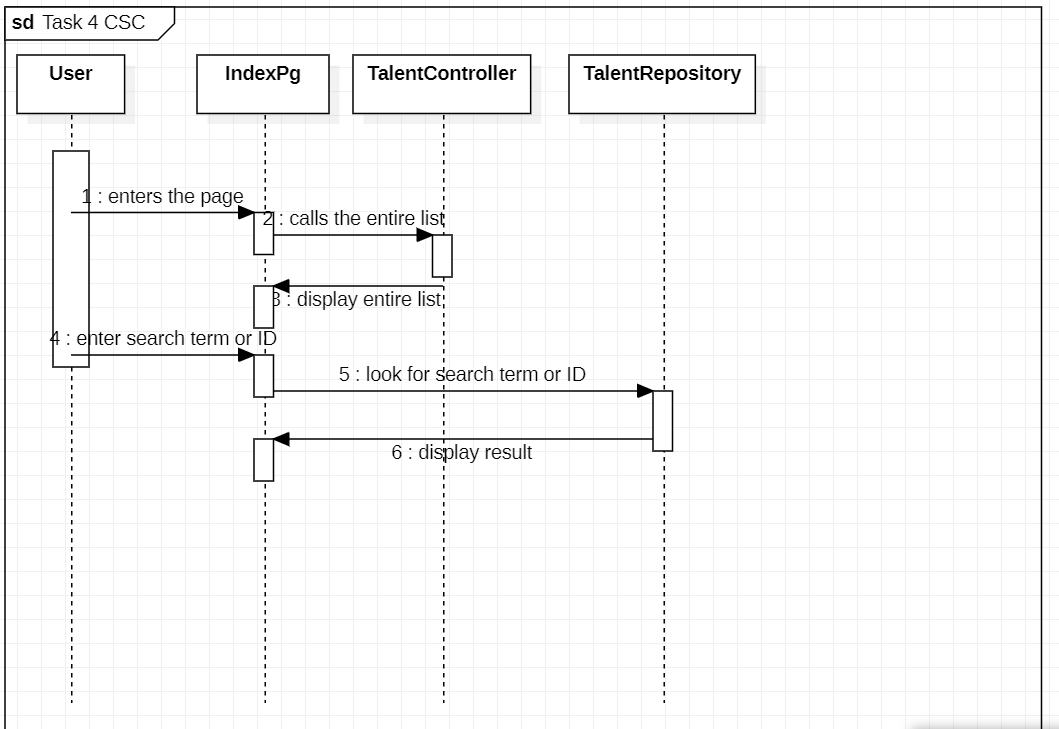 sd Task 4 CSC
User
IndexPg
TalentController
TalentRepository
1 : enters the page
2 : calls the entire list
3 : display entire list
4 : enter search term or ID
5 : look for search term or ID
6 : display result